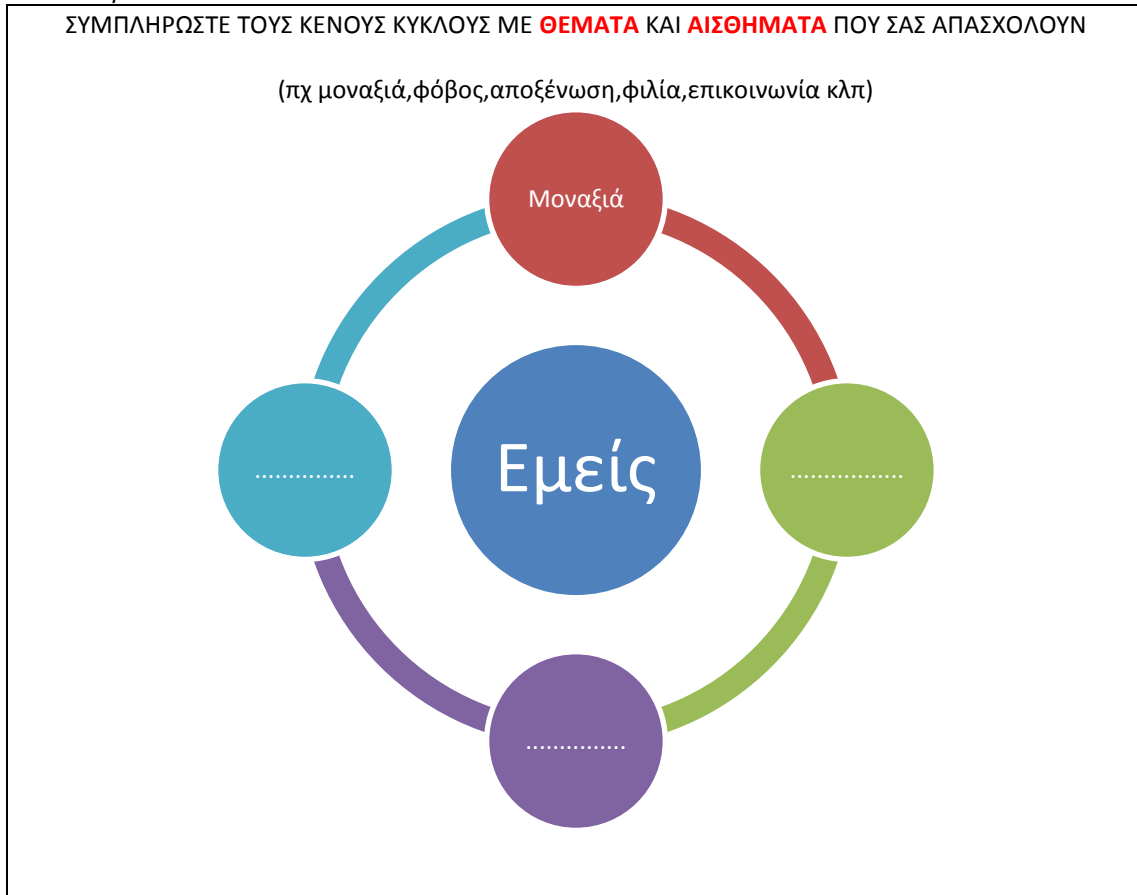 ΣΥΜΠΛΗΡΩΣΤΕ ΤΟΥΣ ΚΕΝΟΥΣ ΚΥΚΛΟΥΣ ΜΕ ΘΕΜΑΤΑ ΚΑΙ ΑΙΣΘΗΜΑΤΑ ΠΟΥ ΣΑΣ ΑΠΑΣΧΟΛΟΥΝ
(πχ μοναξιά,φόβος,αποξένωση,φιλία,επικοινωνία κλπ)
Μοναξιά
...............
Εμείς
.................
...............